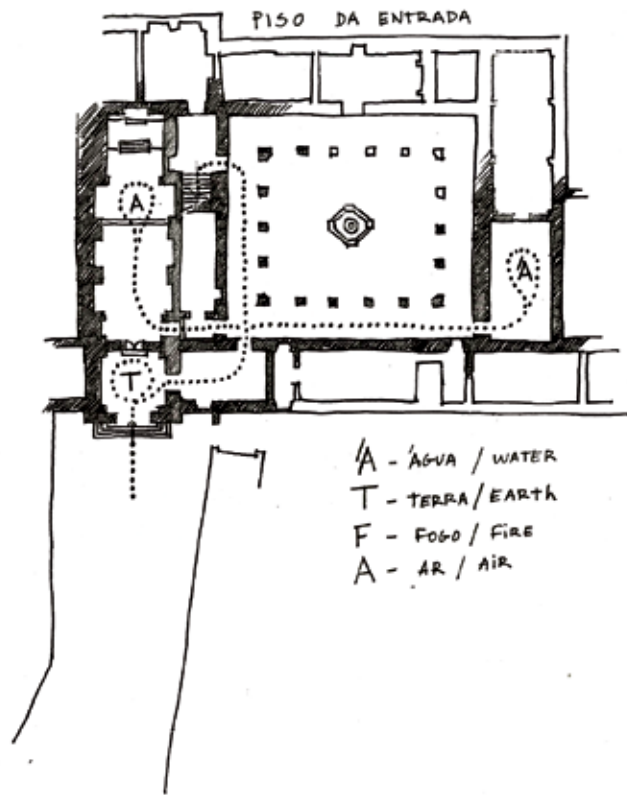 PISO DA ENTRADA
A
Á
T
Á - ÁGUA / WATER
T - TERRA / EARTH
F - FOGO / FIRE
A - AR / AIR